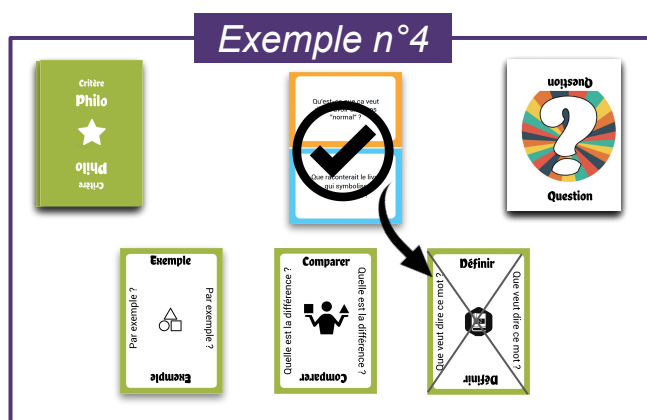 Exemple n°4
Critère
Philo
Philo
Critère
Qu'est-ce que ça veut
"normal" ?
Que raconterait le
qui symbolise
Question
Question
Exemple
Par exemple ?
Par exemple ?
Exemple
Comparer
Quelle est la différence ?
Quelle est la différence ?
Comparer
Définir
Que veut dire ce mot ?
Que veut dire ce mot ?
Définir